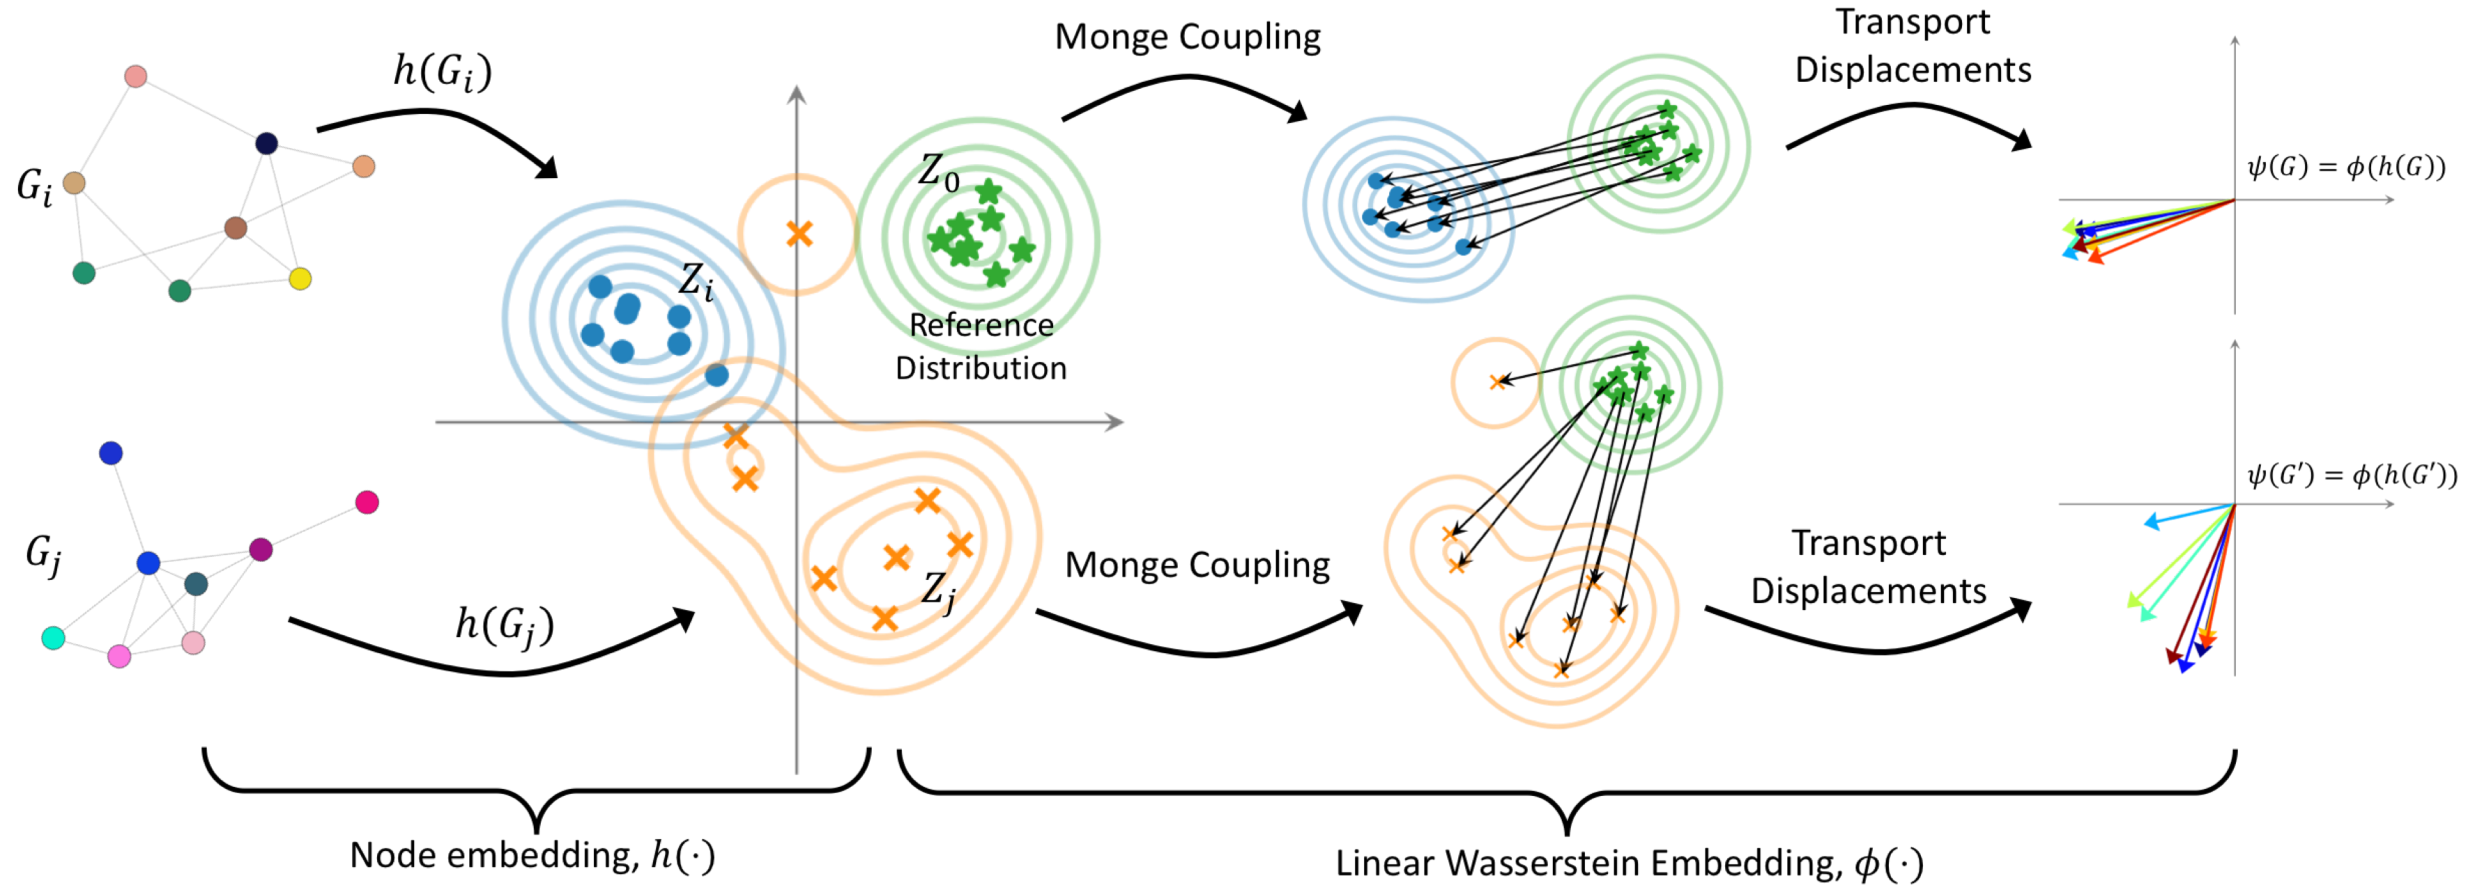 h(G_i)
Monge Coupling
Transport
Displacements
G_i
Z_0
ψ(G) = ϕ(h(G))
Z_i
Reference
Distribution
ψ(G′) = ϕ(h(G′))
G_j
Z_j
h(G_j)
Monge Coupling
Transport
Displacements
Node embedding, h(·)
Linear Wasserstein Embedding, ϕ(·)